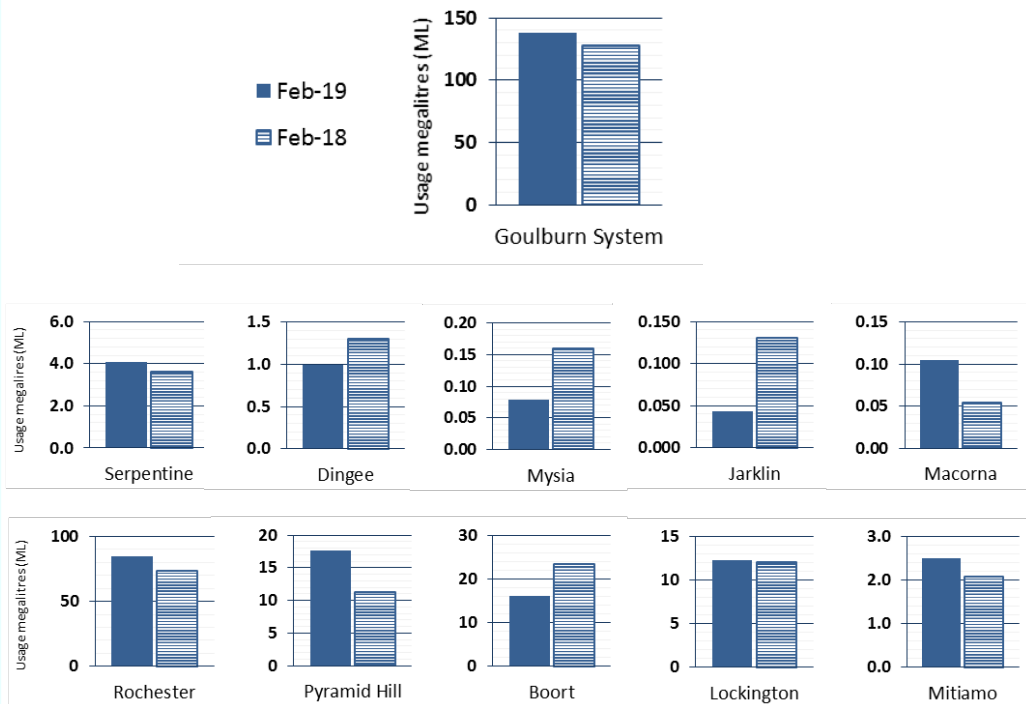 Usage megalitres (ML)
150
100
50
0
Feb-19
Feb-18
Goulburn System
Usage megalires (ML)
6.0
4.0
2.0
0.0
Serpentine
1.5
1.0
0.5
0.0
Dingee
0.20
0.15
0.10
0.05
0.00
Mysia
0.150
0.100
0.050
0.000
Jarklin
0.15
0.10
0.05
0.00
Macorna
Usage megalitres (ML)
100
50
0
Rochester
20
15
10
5
0
Pyramid Hill
30
20
10
0
Boort
15
10
5
0
Lockington
3.0
2.0
1.0
0.0
Mitiamo